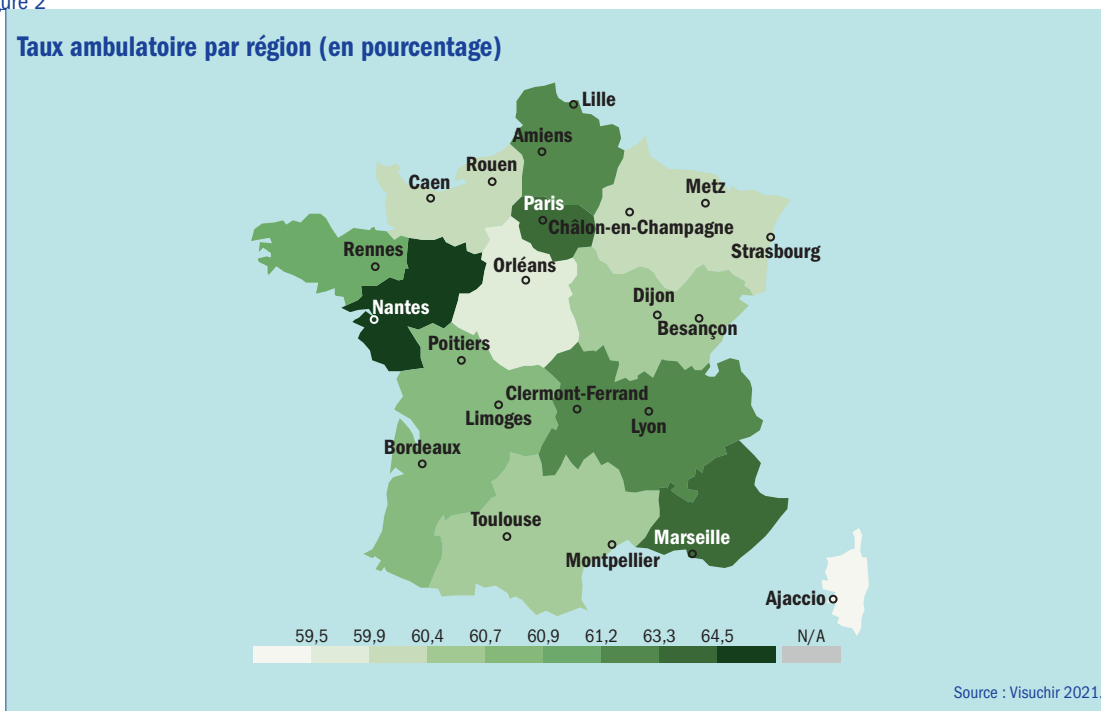 ure 2
Taux ambulatoire par région (en pourcentage)
Lille
Amiens
Rouen
Caen
Metz
Paris
Châlon-en-Champagne
Strasbourg
Rennes
Orléans
Dijon
Nantes
Besançon
Poitiers
Clermont-Ferrand
Limoges
Lyon
Bordeaux
Toulouse
Marseille
Montpellier
Ajaccio
59,5 59,9 60,4 60,7 60,9 61,2 63,3 64,5 N/A
Source : Visuchir 2021.